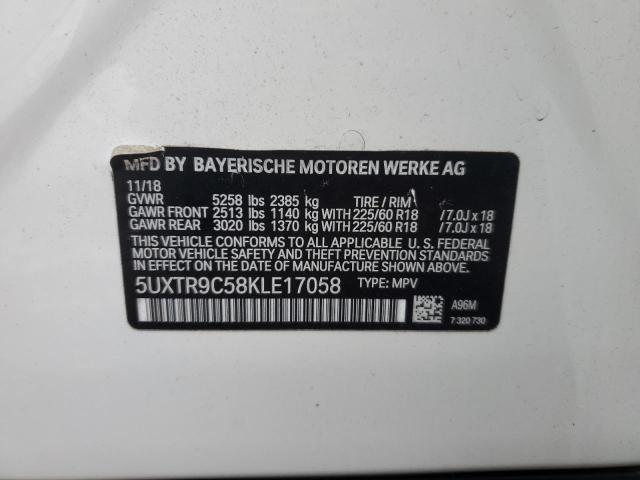 MFD BY BAYERISCHE MOTOREN WERKE AG
11/18
GVWR 5258 lbs 2385 kg TIRE / RIM
GAWR FRONT 2513 lbs 1140 kg WITH 225/60 R18 /7.0J x 18
GAWR REAR 3020 lbs 1370 kg WITH 225/60 R18 /7.0J x 18
THIS VEHICLE CONFORMS TO ALL APPLICABLE U. S. FEDERAL
MOTOR VEHICLE SAFETY AND THEFT PREVENTION STANDARDS
IN EFFECT ON THE DATE OF MANUFACTURE SHOWN ABOVE.
5UXTR9C58KLE17058 TYPE: MPV
A96M
7 320 730